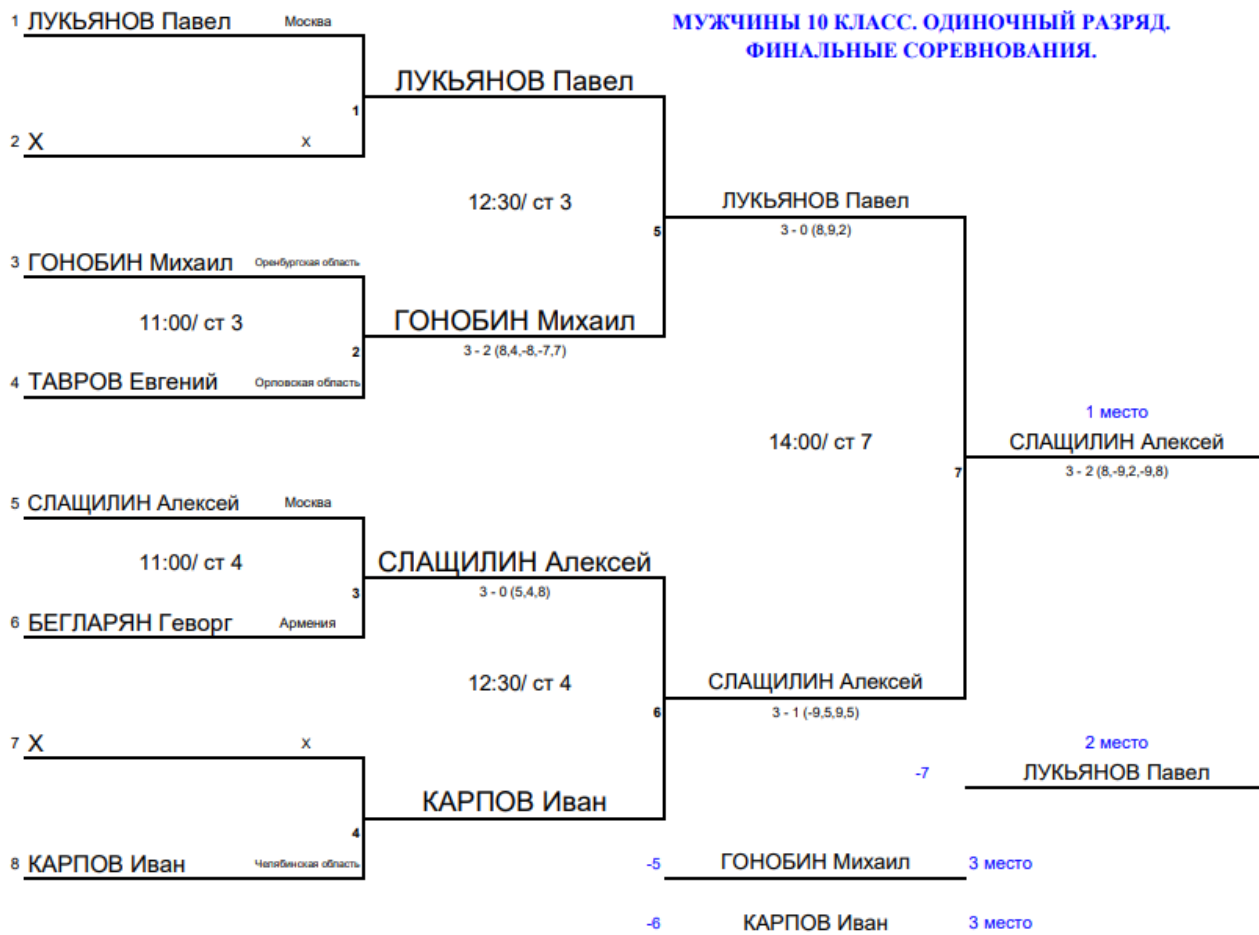 МУЖЧИНЫ 10 КЛАСС. ОДИНОЧНЫЙ РАЗРЯД.
ФИНАЛЬНЫЕ СОРЕВНОВАНИЯ.
1 ЛУКЬЯНОВ Павел Москва
ЛУКЬЯНОВ Павел
1
2 X X
12:30/ ст 3
ЛУКЬЯНОВ Павел
5
3 - 0 (8,9,2)
3 ГОНОБИН Михаил Оренбургская область
11:00/ ст 3
ГОНОБИН Михаил
2
3 - 2 (8,4,-8,-7,7)
4 ТАВРОВ Евгений Орловская область
1 место
14:00/ ст 7
СЛАЩИЛИН Алексей
7
3 - 2 (8,-9,2,-9,8)
5 СЛАЩИЛИН Алексей Москва
11:00/ ст 4
СЛАЩИЛИН Алексей
3
3 - 0 (5,4,8)
6 БЕГЛАРЯН Геворг Армения
12:30/ ст 4
СЛАЩИЛИН Алексей
6
3 - 1 (-9,5,9,5)
7 X X
2 место
-7 ЛУКЬЯНОВ Павел
КАРПОВ Иван
4
8 КАРПОВ Иван Челябинская область
-5 ГОНОБИН Михаил 3 место
-6 КАРПОВ Иван 3 место